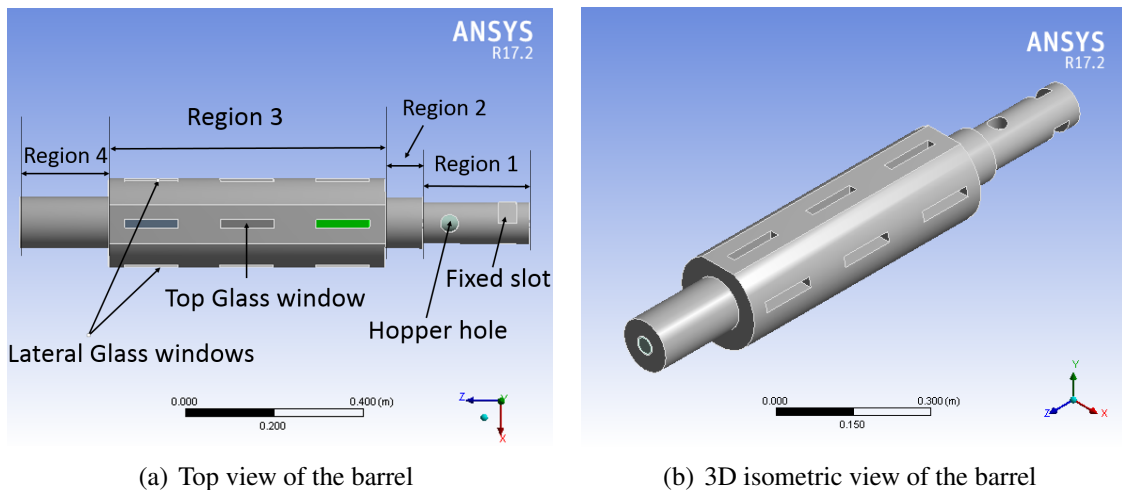 ANSYS
R17.2
Region 3
Region 2
Region 4
Region 1
Fixed slot
Top Glass window
Hopper hole
Lateral Glass windows
0.000
0.400 (m)
0.200
Z
Y
X
(a) Top view of the barrel
ANSYS
R17.2
0.000
0.300 (m)
0.150
Y
Z
X
(b) 3D isometric view of the barrel